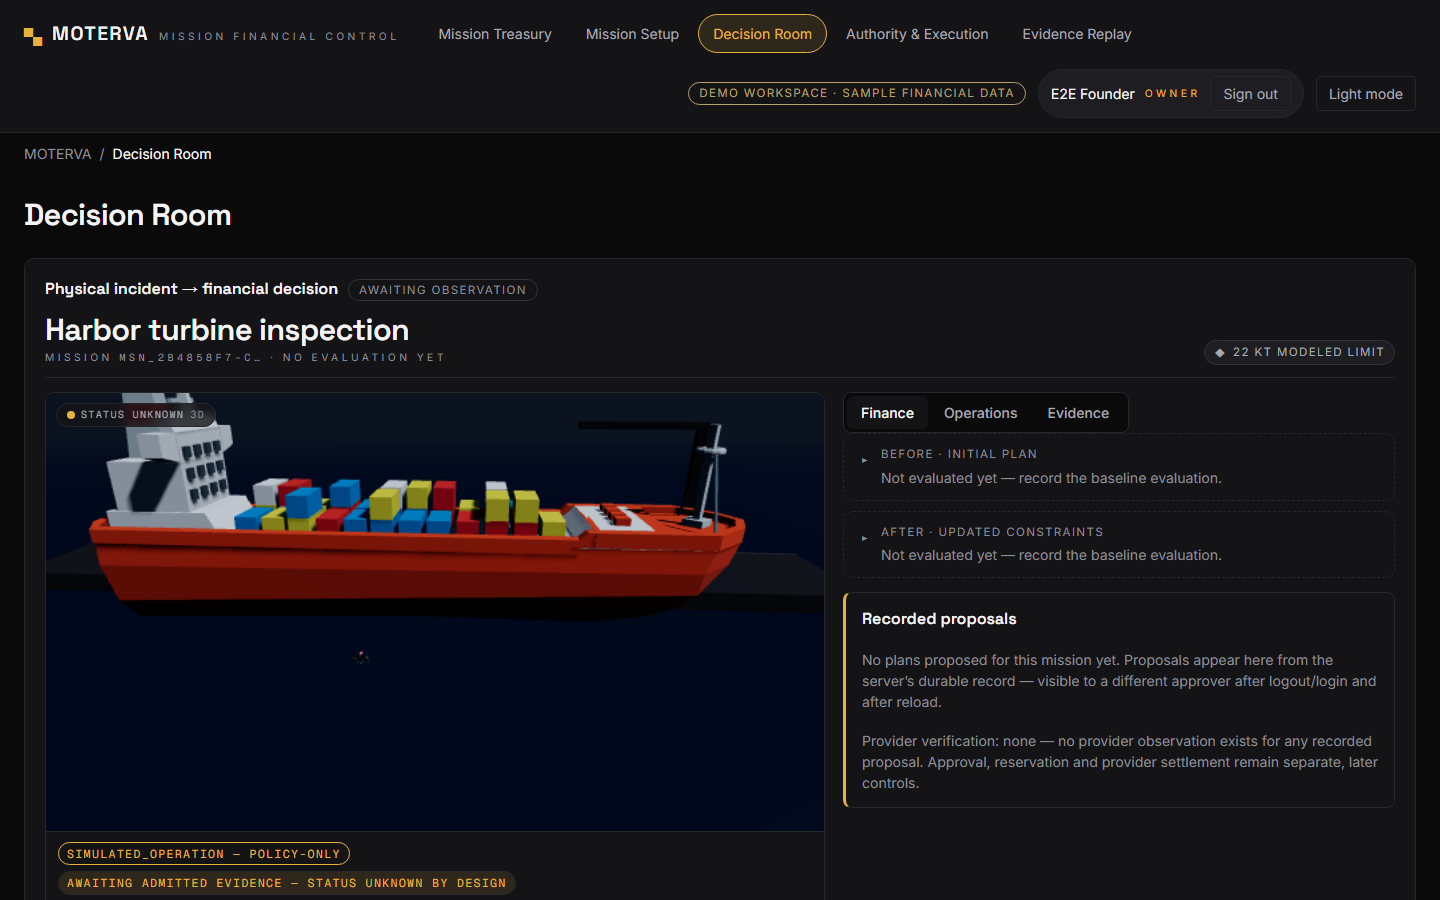 MOTERVA MISSION FINANCIAL CONTROL
Mission Treasury
Mission Setup
Decision Room
Authority & Execution
Evidence Replay
DEMO WORKSPACE · SAMPLE FINANCIAL DATA
E2E Founder OWNER
Sign out
Light mode
MOTERVA / Decision Room
Decision Room
Physical incident → financial decision
AWAITING OBSERVATION
Harbor turbine inspection
MISSION MSN_2B4858F7-C… · NO EVALUATION YET
◆ 22 KT MODELED LIMIT
STATUS UNKNOWN 3D
Finance
Operations
Evidence
▸ BEFORE · INITIAL PLAN
Not evaluated yet — record the baseline evaluation.
▸ AFTER · UPDATED CONSTRAINTS
Not evaluated yet — record the baseline evaluation.
Recorded proposals
No plans proposed for this mission yet. Proposals appear here from the
server's durable record — visible to a different approver after logout/login and
after reload.
Provider verification: none — no provider observation exists for any recorded
proposal. Approval, reservation and provider settlement remain separate, later
controls.
SIMULATED_OPERATION — POLICY-ONLY
AWAITING ADMITTED EVIDENCE — STATUS UNKNOWN BY DESIGN